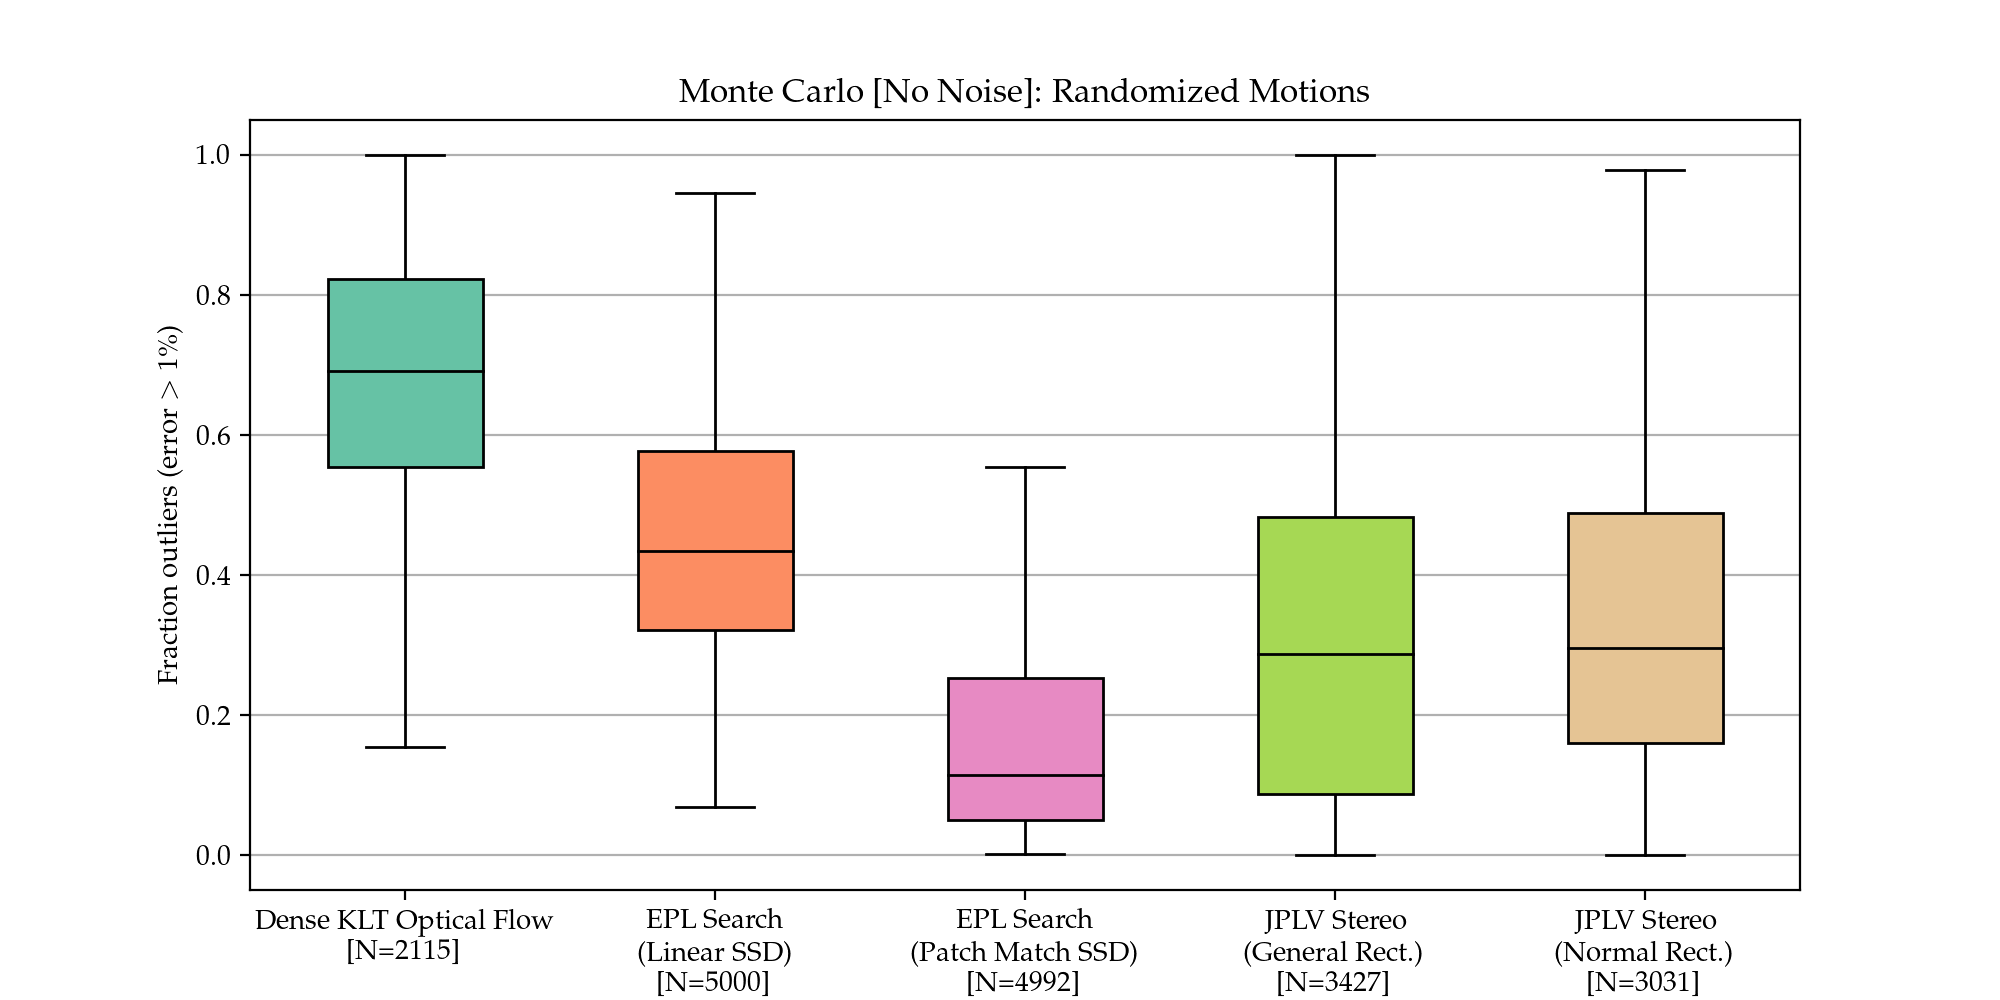 Monte Carlo [No Noise]: Randomized Motions
Fraction outliers (error > 1%)
1.0
0.8
0.6
0.4
0.2
0.0
Dense KLT Optical Flow
[N=2115]
EPL Search
(Linear SSD)
[N=5000]
EPL Search
(Patch Match SSD)
[N=4992]
JPLV Stereo
(General Rect.)
[N=3427]
JPLV Stereo
(Normal Rect.)
[N=3031]